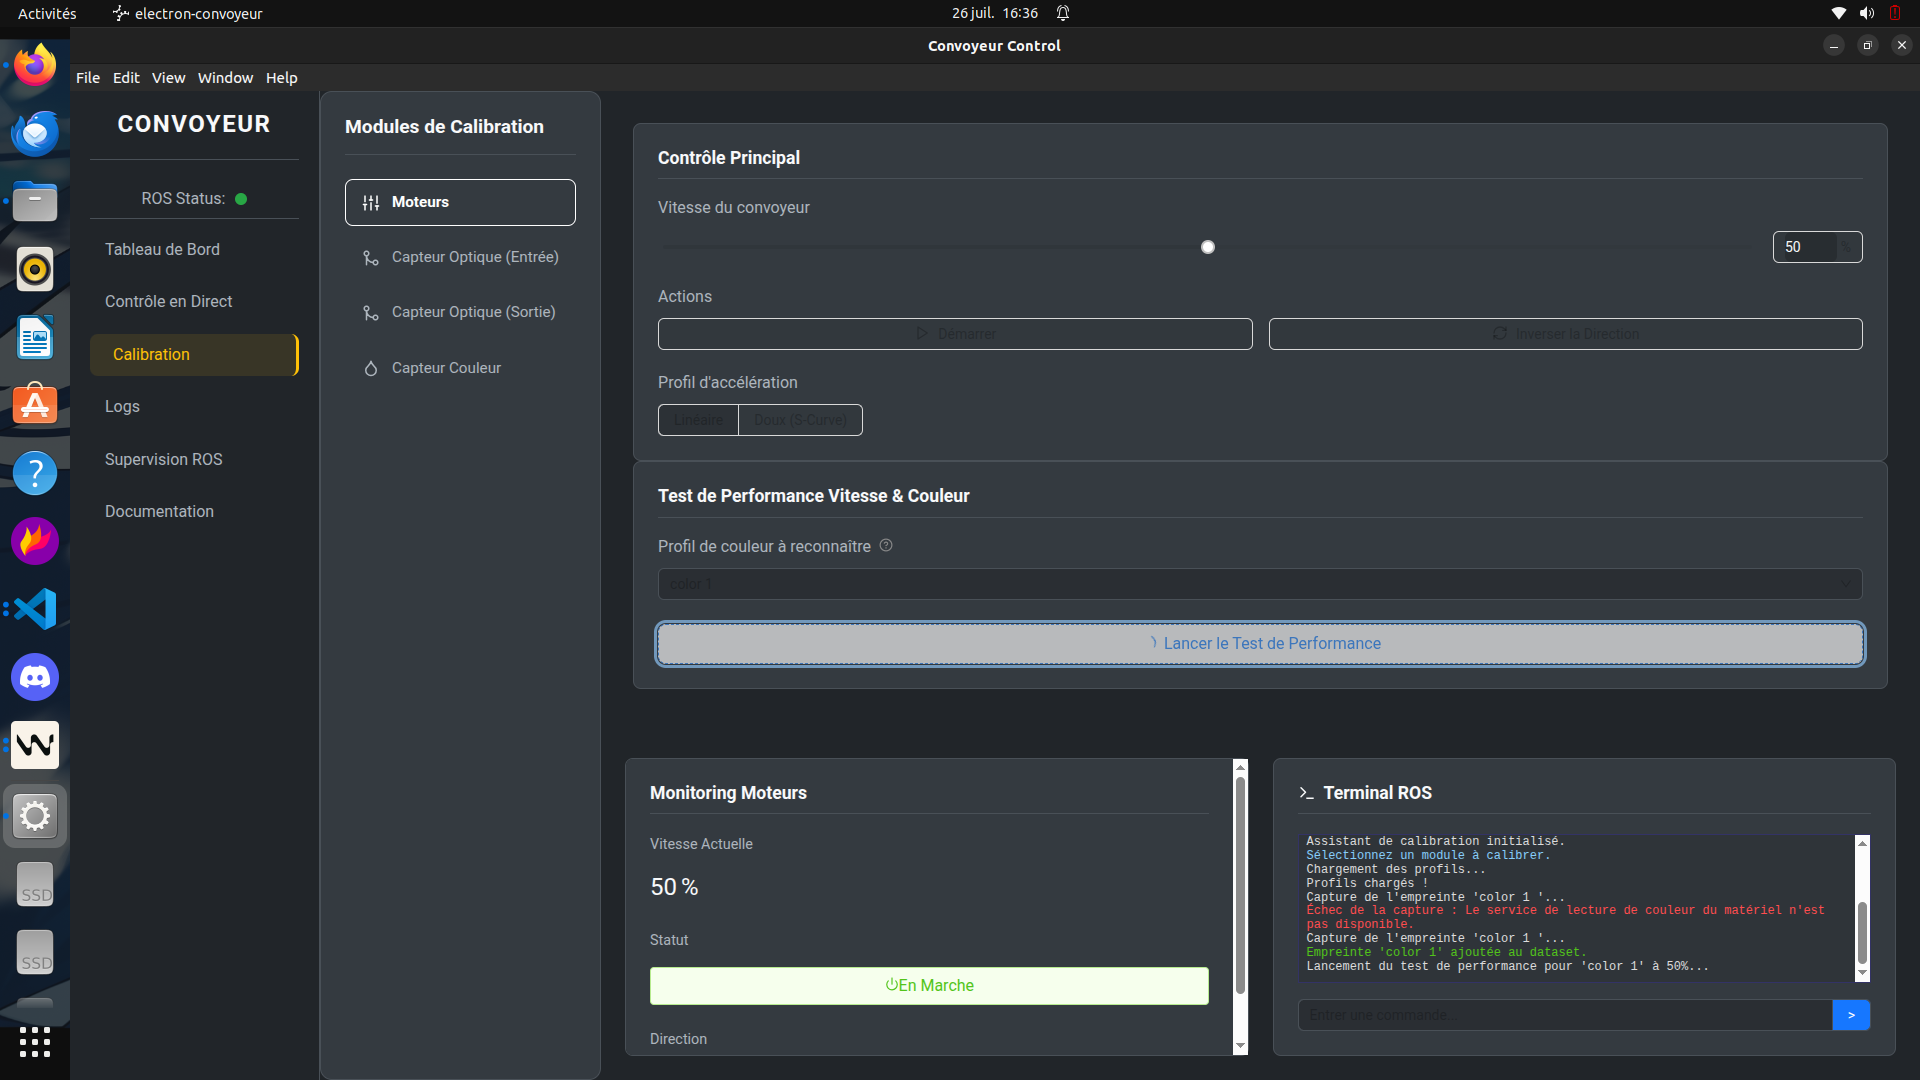 Activités
electron-convoyeur
26 juil. 16:36
Convoyeur Control
File Edit View Window Help
CONVOYEUR
ROS Status:
Tableau de Bord
Contrôle en Direct
Calibration
Logs
Supervision ROS
Documentation
Modules de Calibration
Moteurs
Capteur Optique (Entrée)
Capteur Optique (Sortie)
Capteur Couleur
Contrôle Principal
Vitesse du convoyeur
50 %
Actions
Démarrer
Inverser la Direction
Profil d'accélération
Linéaire
Doux (S-Curve)
Test de Performance Vitesse & Couleur
Profil de couleur à reconnaître
color 1
Lancer le Test de Performance
Monitoring Moteurs
Vitesse Actuelle
50 %
Statut
En Marche
Direction
>_ Terminal ROS
Assistant de calibration initialisé.
Sélectionnez un module à calibrer.
Chargement des profils...
Profils chargés !
Capture de l'empreinte 'color 1 '...
Échec de la capture : Le service de lecture de couleur du matériel n'est
pas disponible.
Capture de l'empreinte 'color 1 '...
Empreinte 'color 1' ajoutée au dataset.
Lancement du test de performance pour 'color 1' à 50%...
Entrer une commande...
>
SSD
SSD